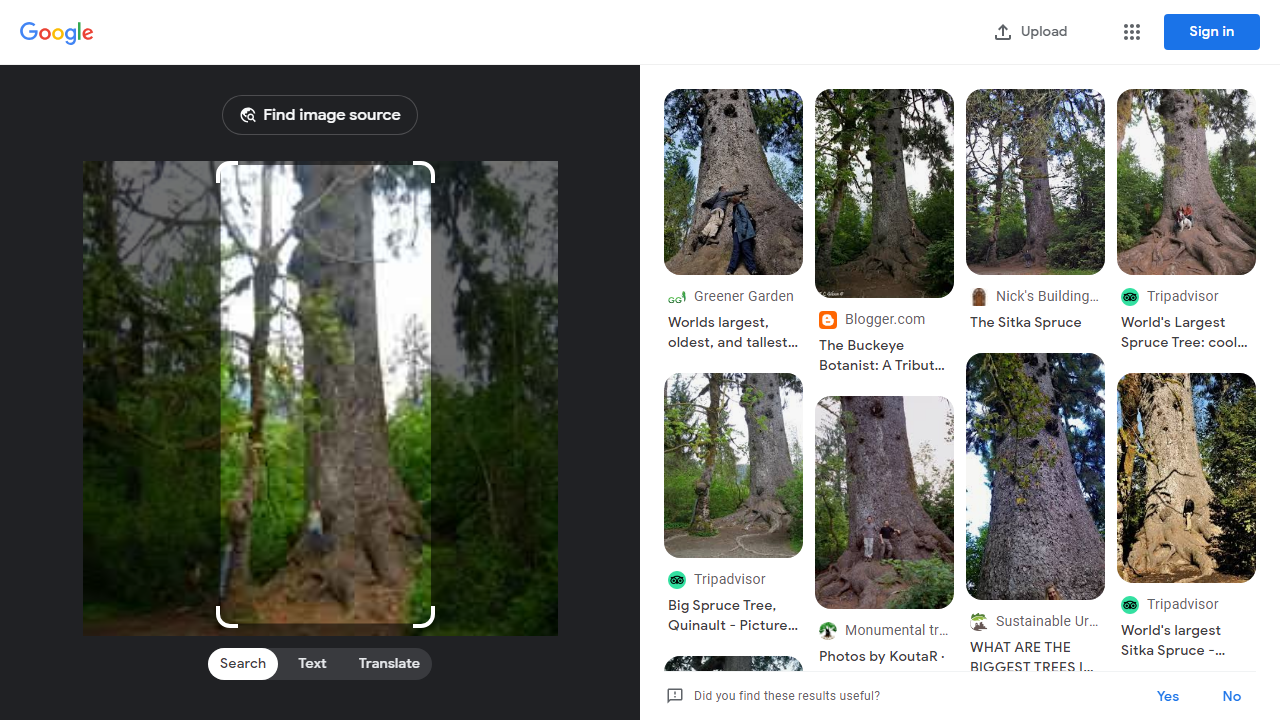 Google
Upload
Sign in
Find image source
Search
Text
Translate
Greener Garden
Worlds largest,
oldest, and tallest...
Tripadvisor
Big Spruce Tree,
Quinault - Picture...
Blogger.com
The Buckeye
Botanist: A Tribut...
Monumental tr...
Photos by KoutaR ·
Nick's Building...
The Sitka Spruce
Sustainable Ur...
WHAT ARE THE
BIGGEST TREES I...
Tripadvisor
World's Largest
Spruce Tree: cool...
Tripadvisor
World's largest
Sitka Spruce -...
Did you find these results useful?
Yes
No